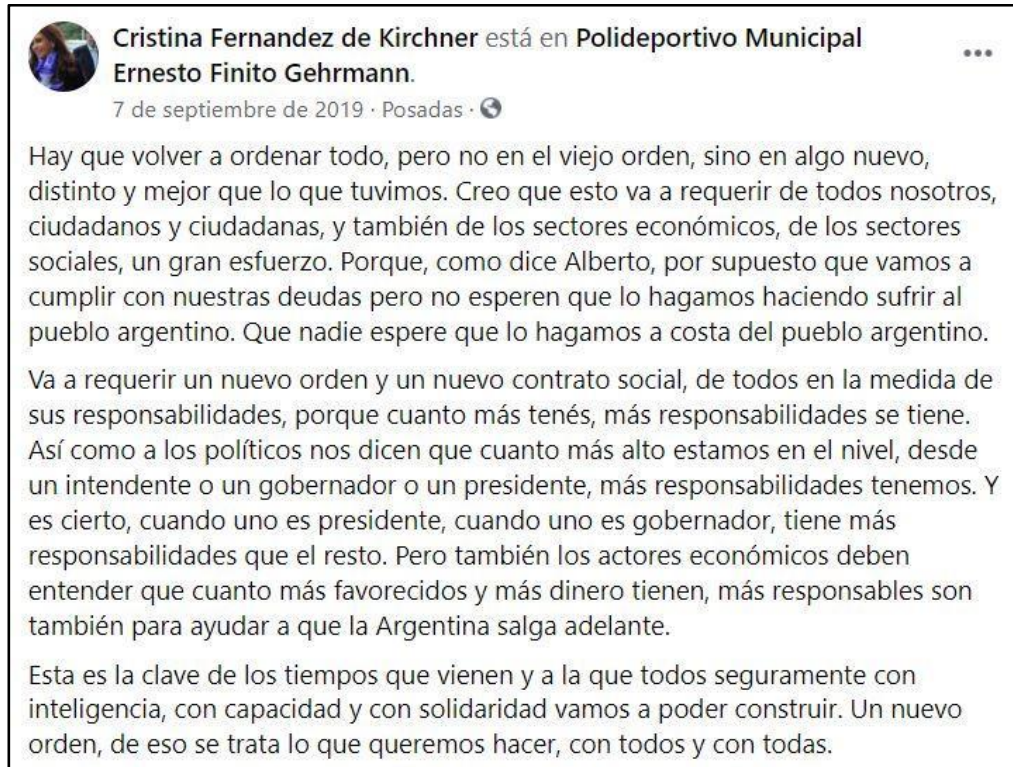 Cristina Fernandez de Kirchner está en Polideportivo Municipal
Ernesto Finito Gehrmann.
7 de septiembre de 2019 · Posadas ·
Hay que volver a ordenar todo, pero no en el viejo orden, sino en algo nuevo,
distinto y mejor que lo que tuvimos. Creo que esto va a requerir de todos nosotros,
ciudadanos y ciudadanas, y también de los sectores económicos, de los sectores
sociales, un gran esfuerzo. Porque, como dice Alberto, por supuesto que vamos a
cumplir con nuestras deudas pero no esperen que lo hagamos haciendo sufrir al
pueblo argentino. Que nadie espere que lo hagamos a costa del pueblo argentino.
Va a requerir un nuevo orden y un nuevo contrato social, de todos en la medida de
sus responsabilidades, porque cuanto más tenés, más responsabilidades se tiene.
Así como a los políticos nos dicen que cuanto más alto estamos en el nivel, desde
un intendente o un gobernador o un presidente, más responsabilidades tenemos. Y
es cierto, cuando uno es presidente, cuando uno es gobernador, tiene más
responsabilidades que el resto. Pero también los actores económicos deben
entender que cuanto más favorecidos y más dinero tienen, más responsables son
también para ayudar a que la Argentina salga adelante.
Esta es la clave de los tiempos que vienen y a la que todos seguramente con
inteligencia, con capacidad y con solidaridad vamos a poder construir. Un nuevo
orden, de eso se trata lo que queremos hacer, con todos y con todas.